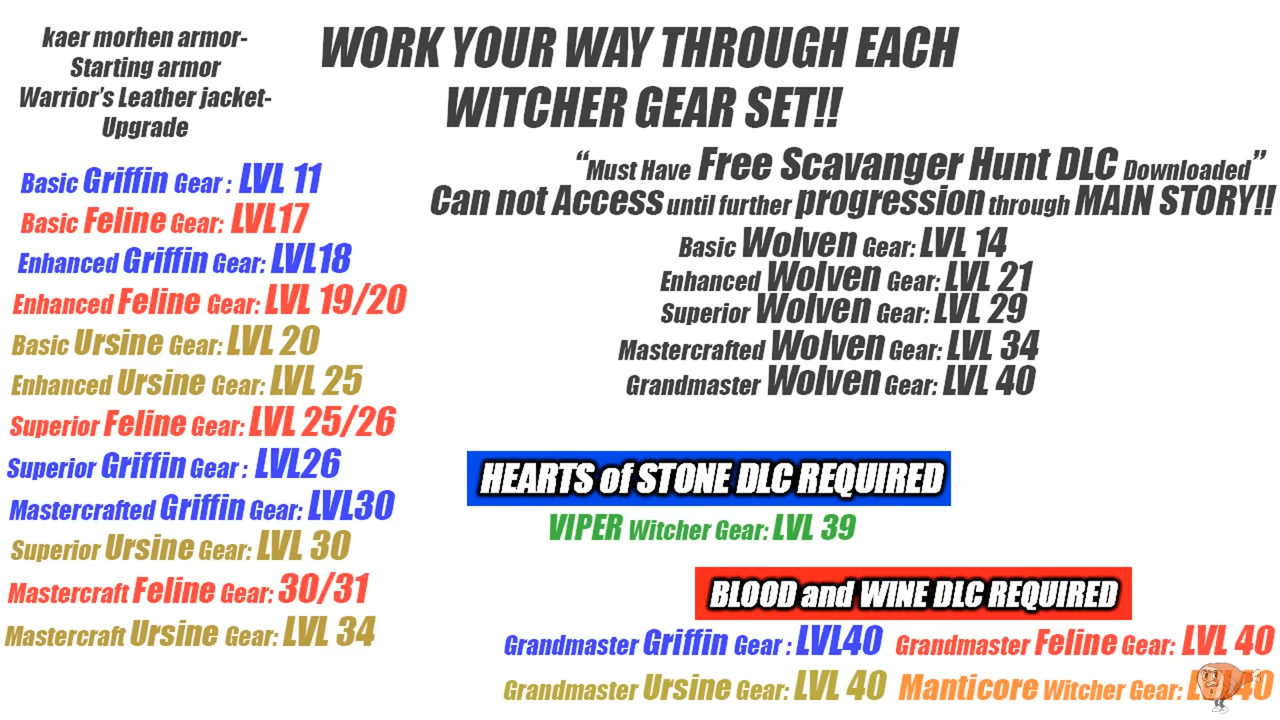 kaer morhen armor-
Starting armor
Warrior's Leather jacket-
Upgrade
WORK YOUR WAY THROUGH EACH
WITCHER GEAR SET!!
Basic Griffin Gear : LVL 11
Basic Feline Gear: LVL17
Enhanced Griffin Gear: LVL18
Enhanced Feline Gear: LVL 19/20
Basic Ursine Gear: LVL 20
Enhanced Ursine Gear: LVL 25
Superior Feline Gear: LVL 25/26
Superior Griffin Gear : LVL26
Mastercrafted Griffin Gear: LVL30
Superior Ursine Gear: LVL 30
Mastercraft Feline Gear: 30/31
Mastercraft Ursine Gear: LVL 34
“Must Have Free Scavanger Hunt DLC Downloaded”
Can not Access until further progression through MAIN STORY!!
Basic Wolven Gear: LVL 14
Enhanced Wolven Gear: LVL 21
Superior Wolven Gear: LVL 29
Mastercrafted Wolven Gear: LVL 34
Grandmaster Wolven Gear: LVL 40
HEARTS of STONE DLC REQUIRED
VIPER Witcher Gear: LVL 39
BLOOD and WINE DLC REQUIRED
Grandmaster Griffin Gear : LVL40 Grandmaster Feline Gear: LVL 40
Grandmaster Ursine Gear: LVL 40 Manticore Witcher Gear: LVL40